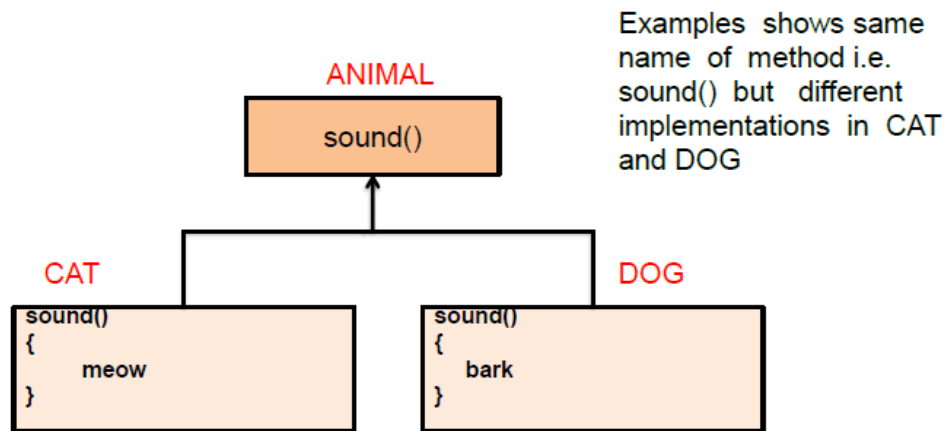 Examples shows same
name of method i.e.
sound() but different
implementations in CAT
and DOG
ANIMAL
sound()
CAT
sound()
{
meow
}
DOG
sound()
{
bark
}